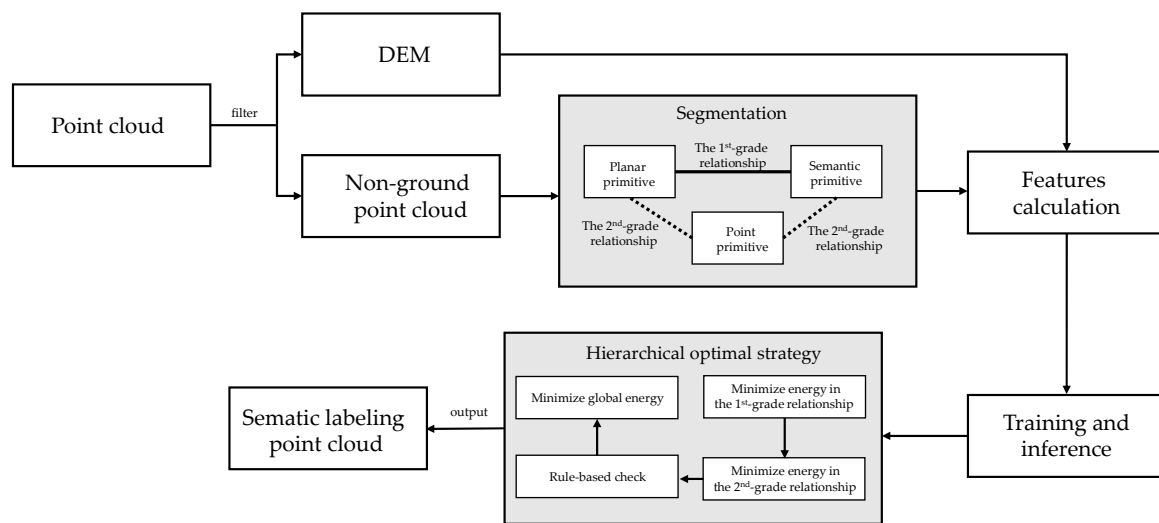 DEM
Point cloud
filter
Non-ground
point cloud
Segmentation
The 1st-grade
relationship
Planar
primitive
Semantic
primitive
The 2nd-grade
relationship
Point
primitive
The 2nd-grade
relationship
Features
calculation
Hierarchical optimal strategy
Minimize global energy
Minimize energy in
the 1st-grade relationship
Sematic labeling
point cloud
output
Rule-based check
Minimize energy in
the 2nd-grade relationship
Training and
inference